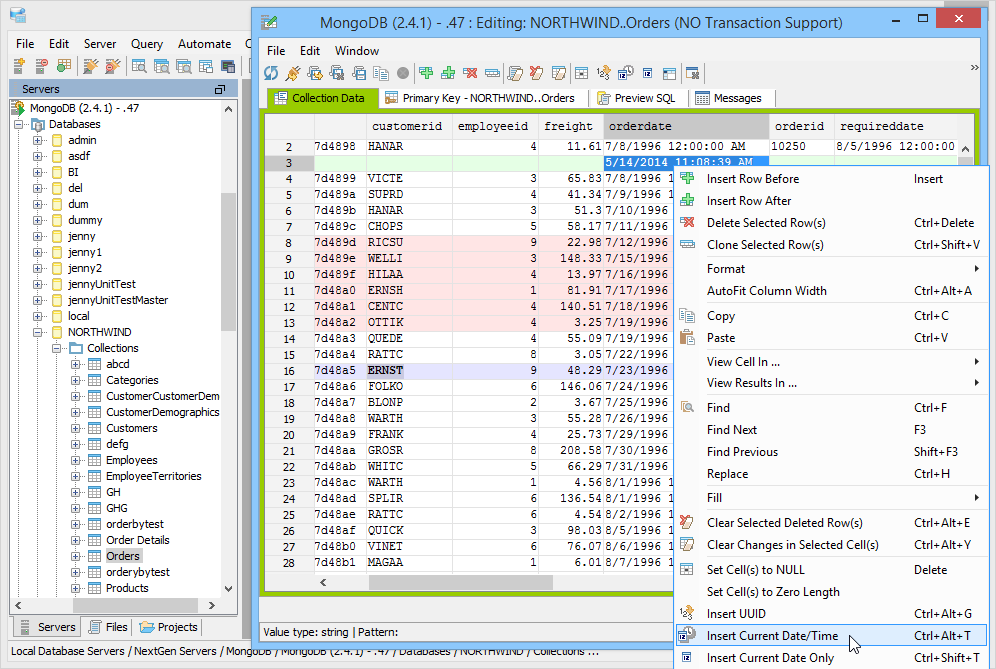 MongoDB (2.4.1) - .47 : Editing: NORTHWIND..Orders (NO Transaction Support)
File Edit Server Query Automate
Servers
MongoDB (2.4.1) - .47
Databases
admin
asdf
BI
del
dum
dummy
jenny
jenny1
jenny2
jennyUnitTest
jennyUnitTestMaster
local
NORTHWIND
Collections
abcd
Categories
CustomerCustomerDem
CustomerDemographics
Customers
defg
Employees
EmployeeTerritories
GH
GHG
orderbytest
Order Details
Orders
orderybytest
Products
Servers Files Projects
Local Database Servers / NextGen Servers / MongoDB / MongoDB (2.4.1) - .47 / Databases / NORTHWIND / Collections ...
File Edit Window
Collection Data Primary Key - NORTHWIND..Orders Preview SQL Messages
customerid employeeid freight orderdate orderid requireddate
2 7d4898 HANAR 4 11.61 7/8/1996 12:00:00 AM 10250 8/5/1996 12:00:00
3 5/14/2014 11:08:39 AM
4 7d4899 VICTE 3 65.83 7/8/1996 1
5 7d489a SUPRD 4 41.34 7/9/1996 1
6 7d489b HANAR 3 51.3 7/10/1996
7 7d489c CHOPS 5 58.17 7/11/1996
8 7d489d RICSU 9 22.98 7/12/1996
9 7d489e WELLI 3 148.33 7/15/1996
10 7d489f HILAA 4 13.97 7/16/1996
11 7d48a0 ERNSH 1 81.91 7/17/1996
12 7d48a1 CENTC 4 140.51 7/18/1996
13 7d48a2 OTTIK 4 3.25 7/19/1996
14 7d48a3 QUEDE 4 55.09 7/19/1996
15 7d48a4 RATTC 8 3.05 7/22/1996
16 7d48a5 ERNST 9 48.29 7/23/1996
17 7d48a6 FOLKO 6 146.06 7/24/1996
18 7d48a7 BLONP 2 3.67 7/25/1996
19 7d48a8 WARTH 3 55.28 7/26/1996
20 7d48a9 FRANK 4 25.73 7/29/1996
21 7d48aa GROSR 8 208.58 7/30/1996
22 7d48ab WHITC 5 66.29 7/31/1996
23 7d48ac WARTH 1 4.56 8/1/1996 1
24 7d48ad SPLIR 6 136.54 8/1/1996 1
25 7d48ae RATTC 6 4.54 8/2/1996 1
26 7d48af QUICK 3 98.03 8/5/1996 1
27 7d48b0 VINET 6 76.07 8/6/1996 1
28 7d48b1 MAGAA 1 6.01 8/7/1996 1
Value type: string | Pattern:
Insert Row Before Insert
Insert Row After
Delete Selected Row(s) Ctrl+Delete
Clone Selected Row(s) Ctrl+Shift+V
Format
AutoFit Column Width Ctrl+Alt+A
Copy Ctrl+C
Paste Ctrl+V
View Cell In ...
View Results In ...
Find Ctrl+F
Find Next F3
Find Previous Shift+F3
Replace Ctrl+H
Fill
Clear Selected Deleted Row(s) Ctrl+Alt+E
Clear Changes in Selected Cell(s) Ctrl+Alt+Y
Set Cell(s) to NULL Delete
Set Cell(s) to Zero Length
Insert UUID Ctrl+Alt+G
Insert Current Date/Time Ctrl+Alt+T
Insert Current Date Only Ctrl+Shift+T